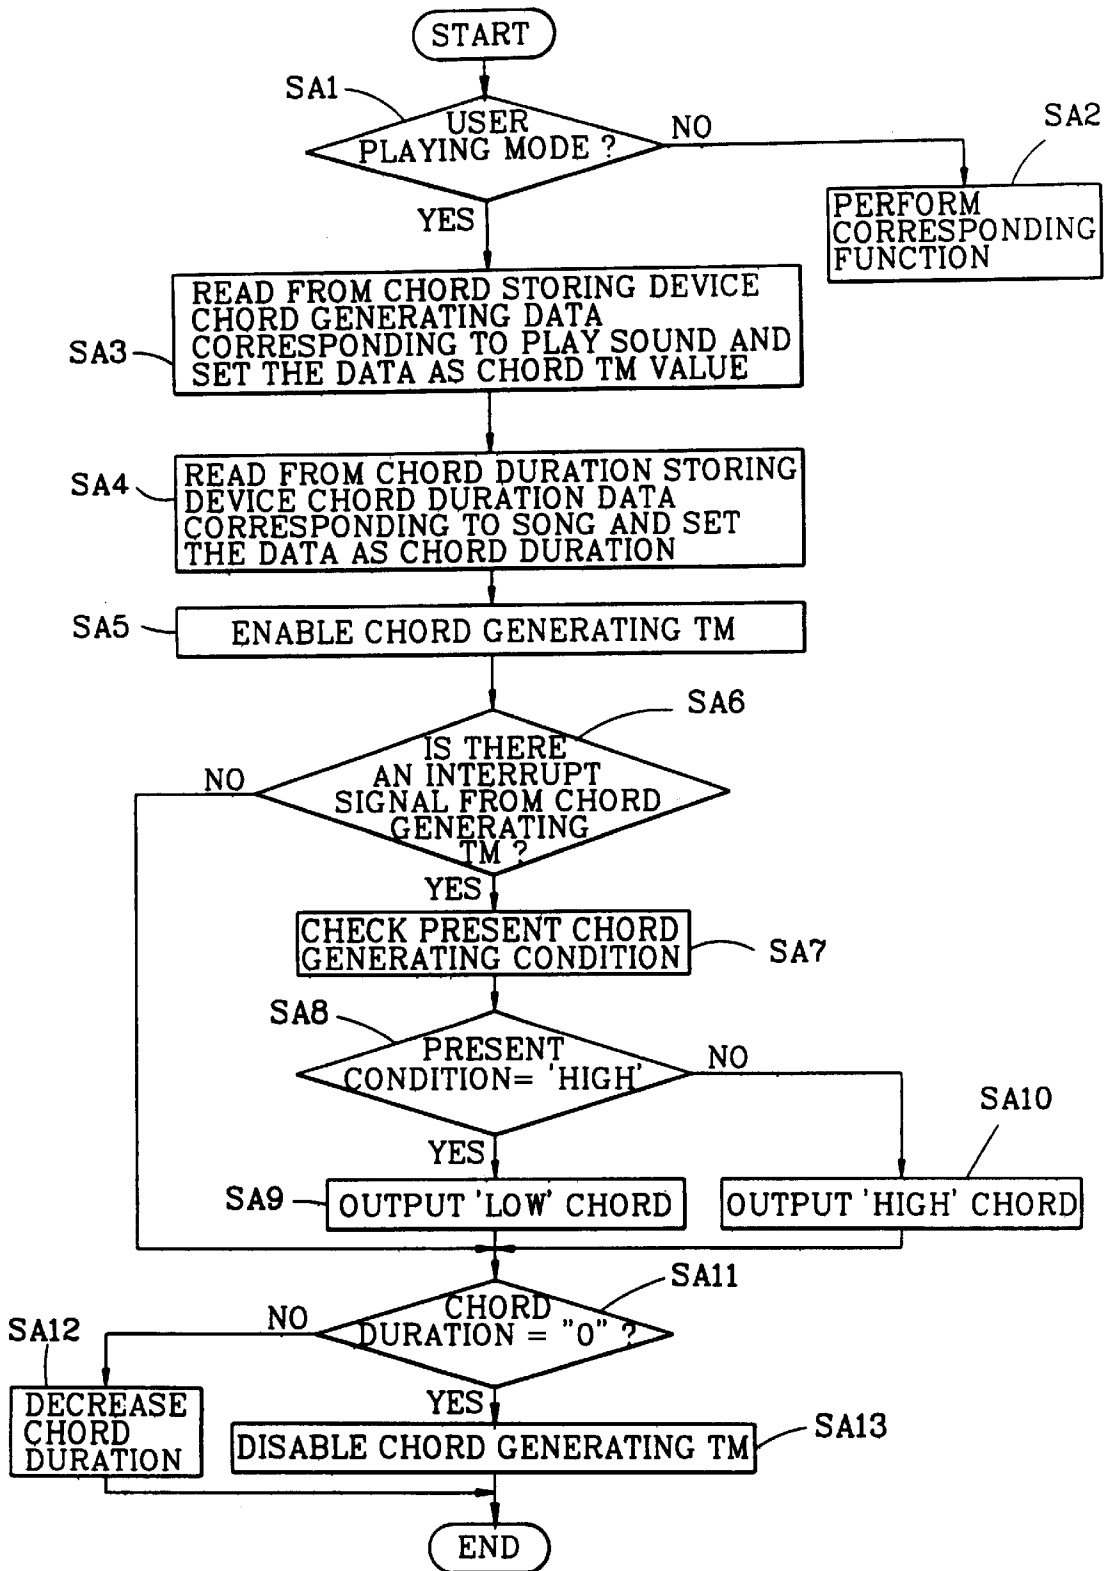 START
SA1
USER
PLAYING MODE ?
NO
SA2
PERFORM
CORRESPONDING
FUNCTION
YES
SA3
READ FROM CHORD STORING DEVICE
CHORD GENERATING DATA
CORRESPONDING TO PLAY SOUND AND
SET THE DATA AS CHORD TM VALUE
SA4
READ FROM CHORD DURATION STORING
DEVICE CHORD DURATION DATA
CORRESPONDING TO SONG AND SET
THE DATA AS CHORD DURATION
SA5
ENABLE CHORD GENERATING TM
SA6
IS THERE
AN INTERRUPT
SIGNAL FROM CHORD
GENERATING
TM ?
NO
YES
CHECK PRESENT CHORD
GENERATING CONDITION
SA7
SA8
PRESENT
CONDITION= 'HIGH'
NO
YES
SA10
SA9
OUTPUT 'LOW' CHORD
OUTPUT 'HIGH' CHORD
SA11
CHORD
DURATION = "0" ?
NO
SA12
YES
DECREASE
CHORD
DURATION
DISABLE CHORD GENERATING TM
SA13
END